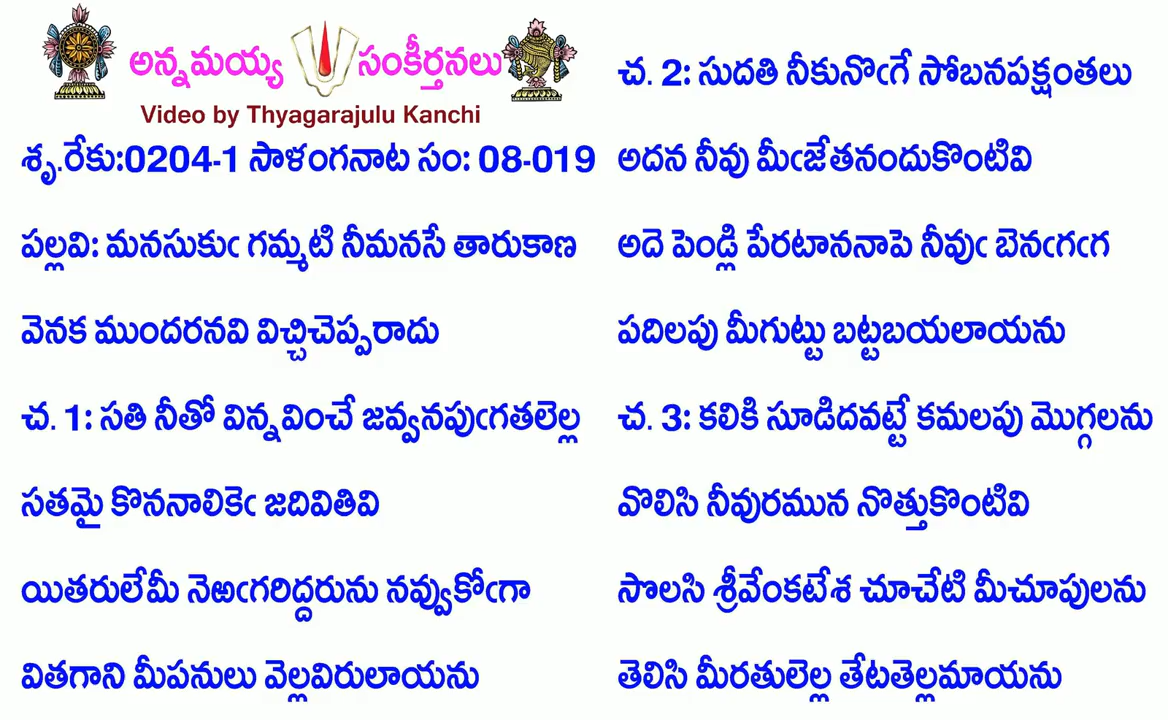 అన్నమయ్య సంకీర్తనలు
Video by Thyagarajulu Kanchi
శృ.రేకు:0204-1 సాళంగనాట సం: 08-019
పల్లవి: మనసుకుఁ గమ్మటి నీమనసే తారుకాణ
వెనక ముందరనవి విచ్చిచెప్పరాదు
చ. 1: సతి నీతో విన్నవించే జవ్వనపుఁగతలెల్ల
సతమై కొననాలికెఁ జదివితివి
యితరులేమీ నెఱఁగరిద్దరును నవ్వుకోఁగా
వితగాని మీపనులు వెల్లవిరులాయను
చ. 2: సుదతి నీకునొఁగే సోబనపక్షంతలు
అదన నీవు మీఁజేతనందుకొంటివి
అదె పెండ్లి పేరటాననాపె నీవుఁ బెనఁగఁగ
పదిలపు మీగుట్టు బట్టబయలాయను
చ. 3: కలికి సూడిదవట్టే కమలపు మొగ్గలను
వొలిసి నీవురమున నొత్తుకొంటివి
సొలసి శ్రీవేంకటేశ చూచేటి మీచూపులను
తెలిసి మీరతులెల్ల తేటతెల్లమాయను